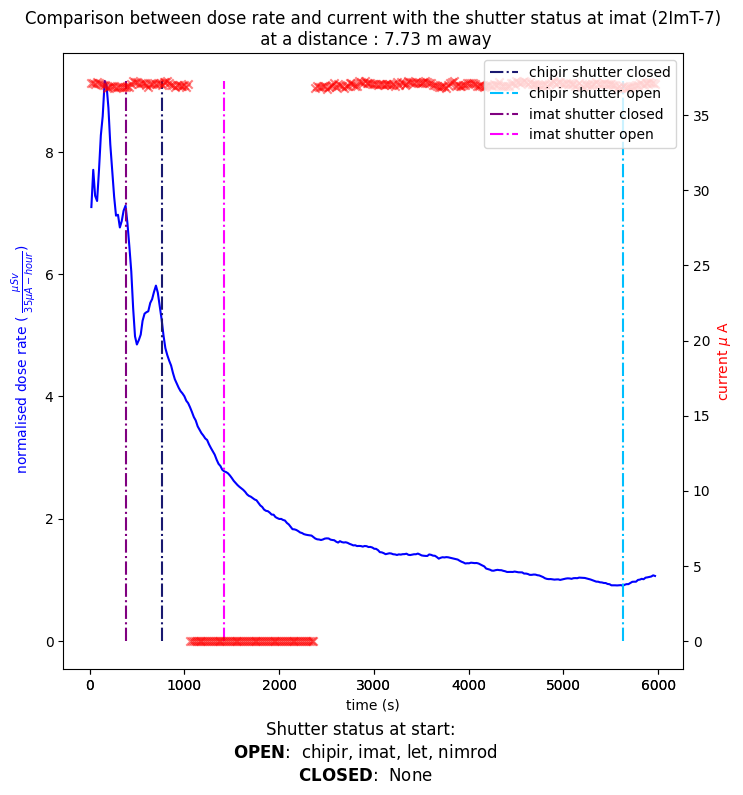 Comparison between dose rate and current with the shutter status at imat (2ImT-7)
at a distance : 7.73 m away
chipir shutter closed
chipir shutter open
imat shutter closed
imat shutter open
normalised dose rate ( μSv / 35μA − hour )
8
6
4
2
0
35
30
25
20
15
10
5
0
current μ A
0 1000 2000 3000 4000 5000 6000
time (s)
Shutter status at start:
OPEN: chipir, imat, let, nimrod
CLOSED: None